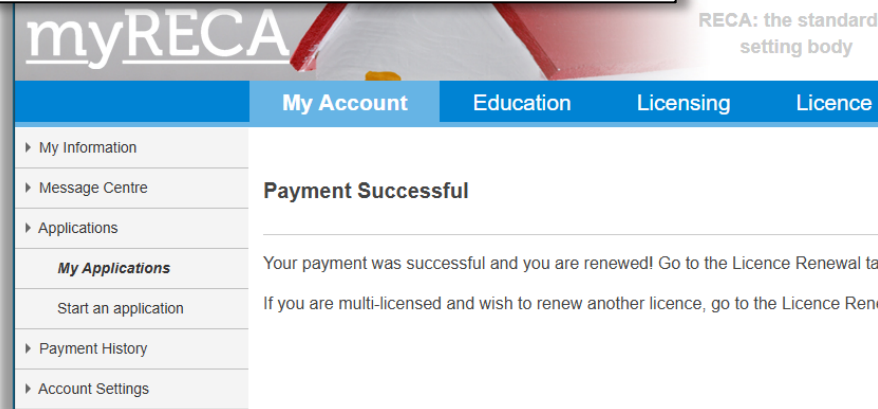 myRECA
RECA: the standard
setting body
My Account Education Licensing Licence
My Information
Message Centre
Applications
My Applications
Start an application
Payment History
Account Settings
Payment Successful
Your payment was successful and you are renewed! Go to the Licence Renewal ta
If you are multi-licensed and wish to renew another licence, go to the Licence Rene